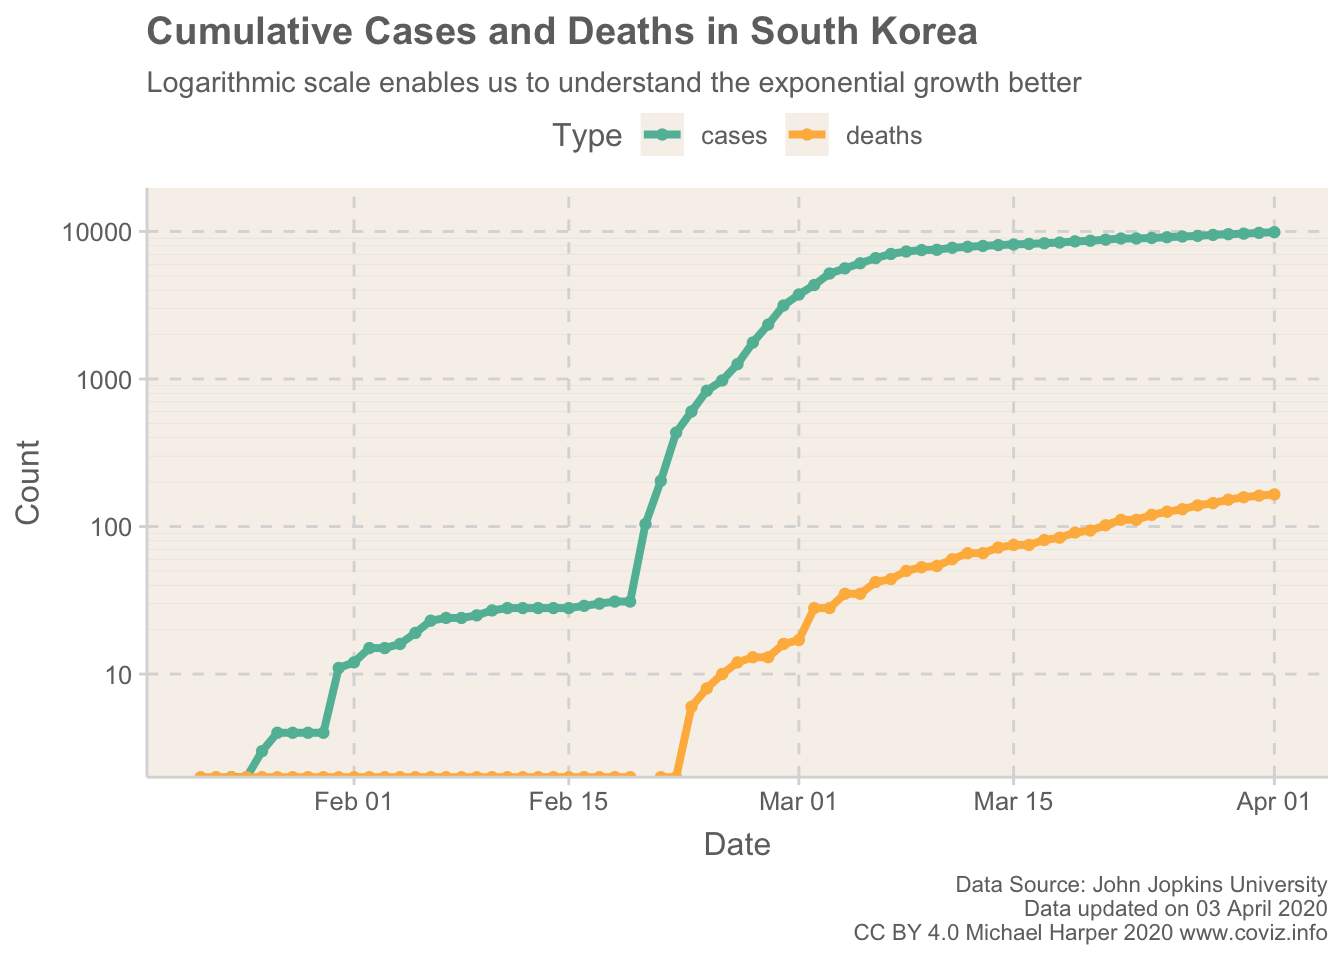 Cumulative Cases and Deaths in South Korea
Logarithmic scale enables us to understand the exponential growth better
Type cases deaths
10000
1000
100
10
Count
Feb 01 Feb 15 Mar 01 Mar 15 Apr 01
Date
Data Source: John Jopkins University
Data updated on 03 April 2020
CC BY 4.0 Michael Harper 2020 www.coviz.info